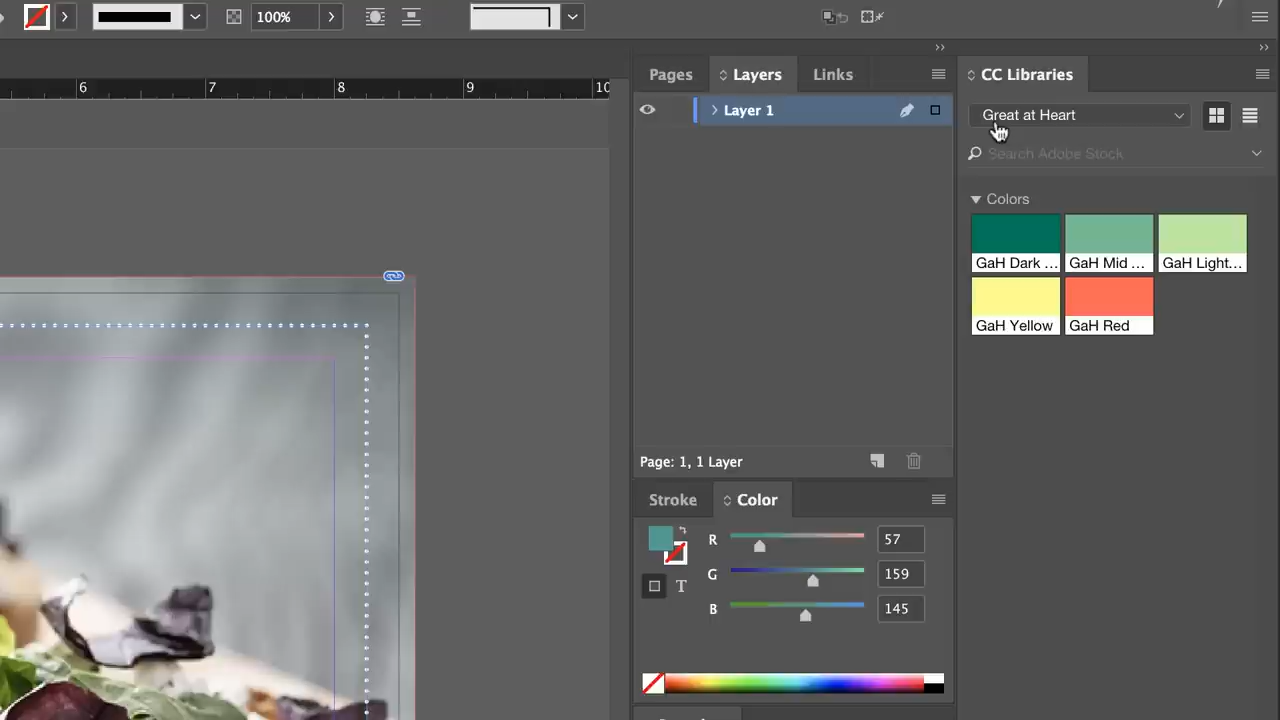 100%
6 7 8 9 10
Pages Layers Links
Layer 1
Page: 1, 1 Layer
Stroke Color
R 57
G 159
B 145
T
CC Libraries
Great at Heart
Search Adobe Stock
Colors
GaH Dark ... GaH Mid ... GaH Light...
GaH Yellow GaH Red